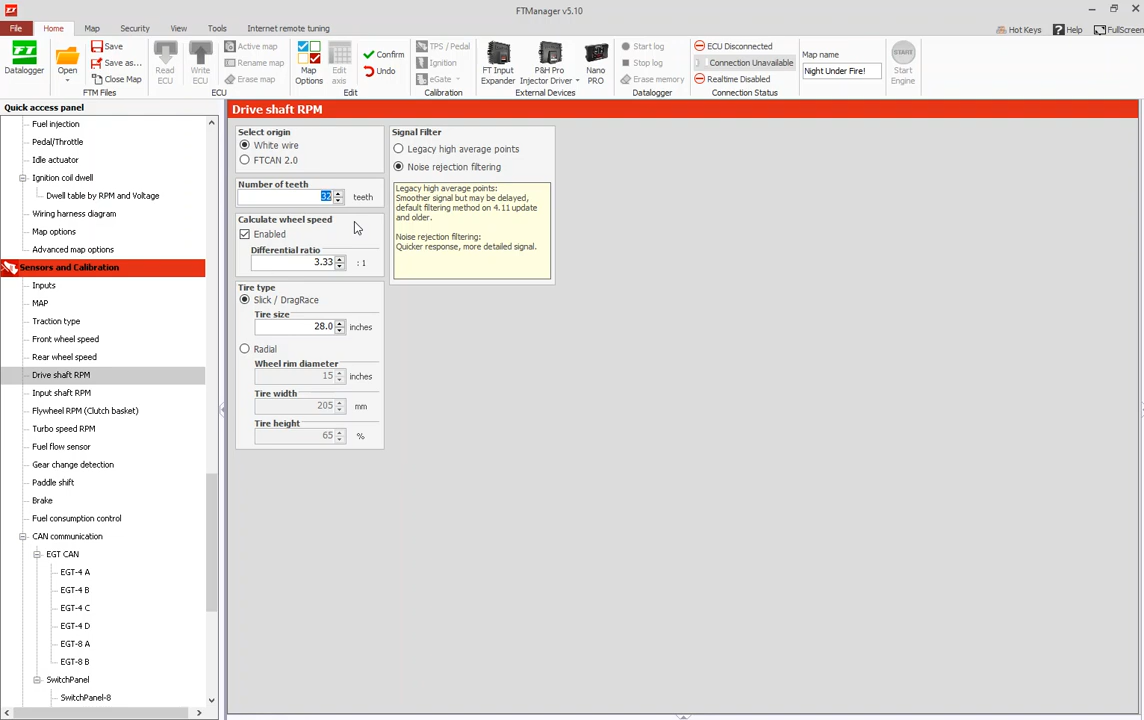 FTManager v5.10
File Home Map Security View Tools Internet remote tuning Hot Keys Help FullScreen
FT Datalogger
Open
Save
Save as...
Close Map
FTM Files
Read ECU
Write ECU
Active map
Rename map
Erase map
ECU
Map Options
Edit axis
Confirm
Undo
Edit
TPS / Pedal
Ignition
eGate
Calibration
FT Input Expander
P&H Pro Injector Driver
Nano PRO
External Devices
Start log
Stop log
Erase memory
Datalogger
ECU Disconnected
Connection Unavailable
Realtime Disabled
Connection Status
Map name
Night Under Fire!
START
Start Engine
Quick access panel
Fuel injection
Pedal/Throttle
Idle actuator
Ignition coil dwell
Dwell table by RPM and Voltage
Wiring harness diagram
Map options
Advanced map options
Sensors and Calibration
Inputs
MAP
Traction type
Front wheel speed
Rear wheel speed
Drive shaft RPM
Input shaft RPM
Flywheel RPM (Clutch basket)
Turbo speed RPM
Fuel flow sensor
Gear change detection
Paddle shift
Brake
Fuel consumption control
CAN communication
EGT CAN
EGT-4 A
EGT-4 B
EGT-4 C
EGT-4 D
EGT-8 A
EGT-8 B
SwitchPanel
SwitchPanel-8
Drive shaft RPM
Select origin
White wire
FTCAN 2.0
Number of teeth
32 teeth
Calculate wheel speed
Enabled
Differential ratio
3.33 : 1
Tire type
Slick / DragRace
Tire size
28.0 inches
Radial
Wheel rim diameter
15 inches
Tire width
205 mm
Tire height
65 %
Signal Filter
Legacy high average points
Noise rejection filtering
Legacy high average points:
Smoother signal but may be delayed,
default filtering method on 4.11 update
and older.
Noise rejection filtering:
Quicker response, more detailed signal.